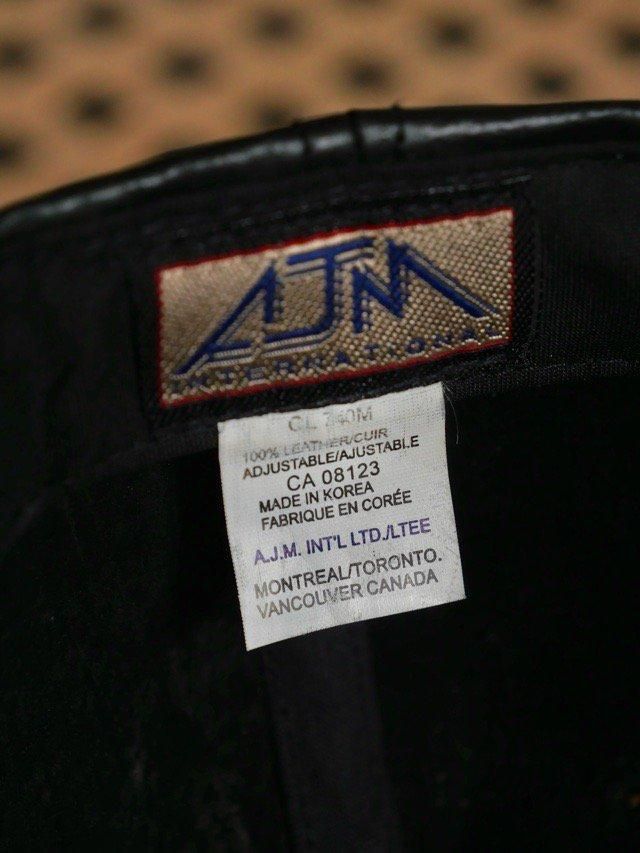 AJM
INTERNATIONAL
CL 740M
100% LEATHER/CUIR
ADJUSTABLE/AJUSTABLE
CA 08123
MADE IN KOREA
FABRIQUE EN CORÉE
A.J.M. INT'L LTD./LTEE
MONTREAL/TORONTO.
VANCOUVER CANADA